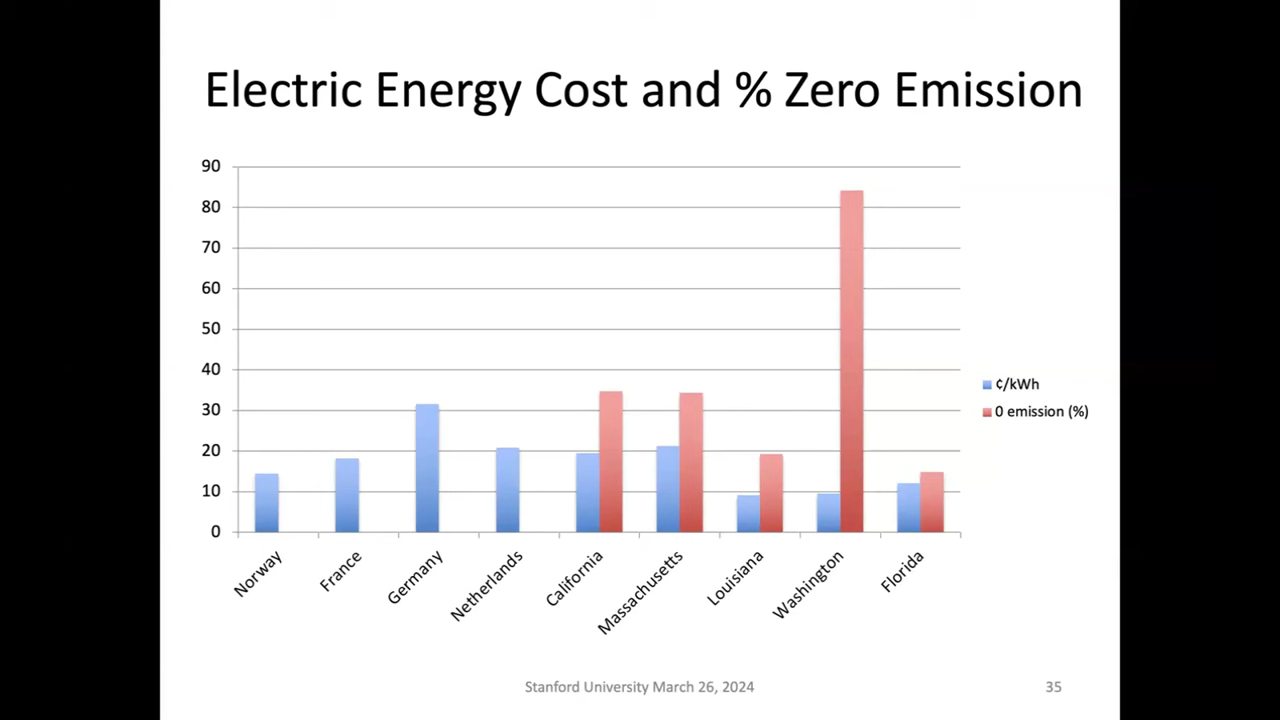 Electric Energy Cost and % Zero Emission
90
80
70
60
50
40
30
20
10
0
¢/kWh
0 emission (%)
Norway
France
Germany
Netherlands
California
Massachusetts
Louisiana
Washington
Florida
Stanford University March 26, 2024
35